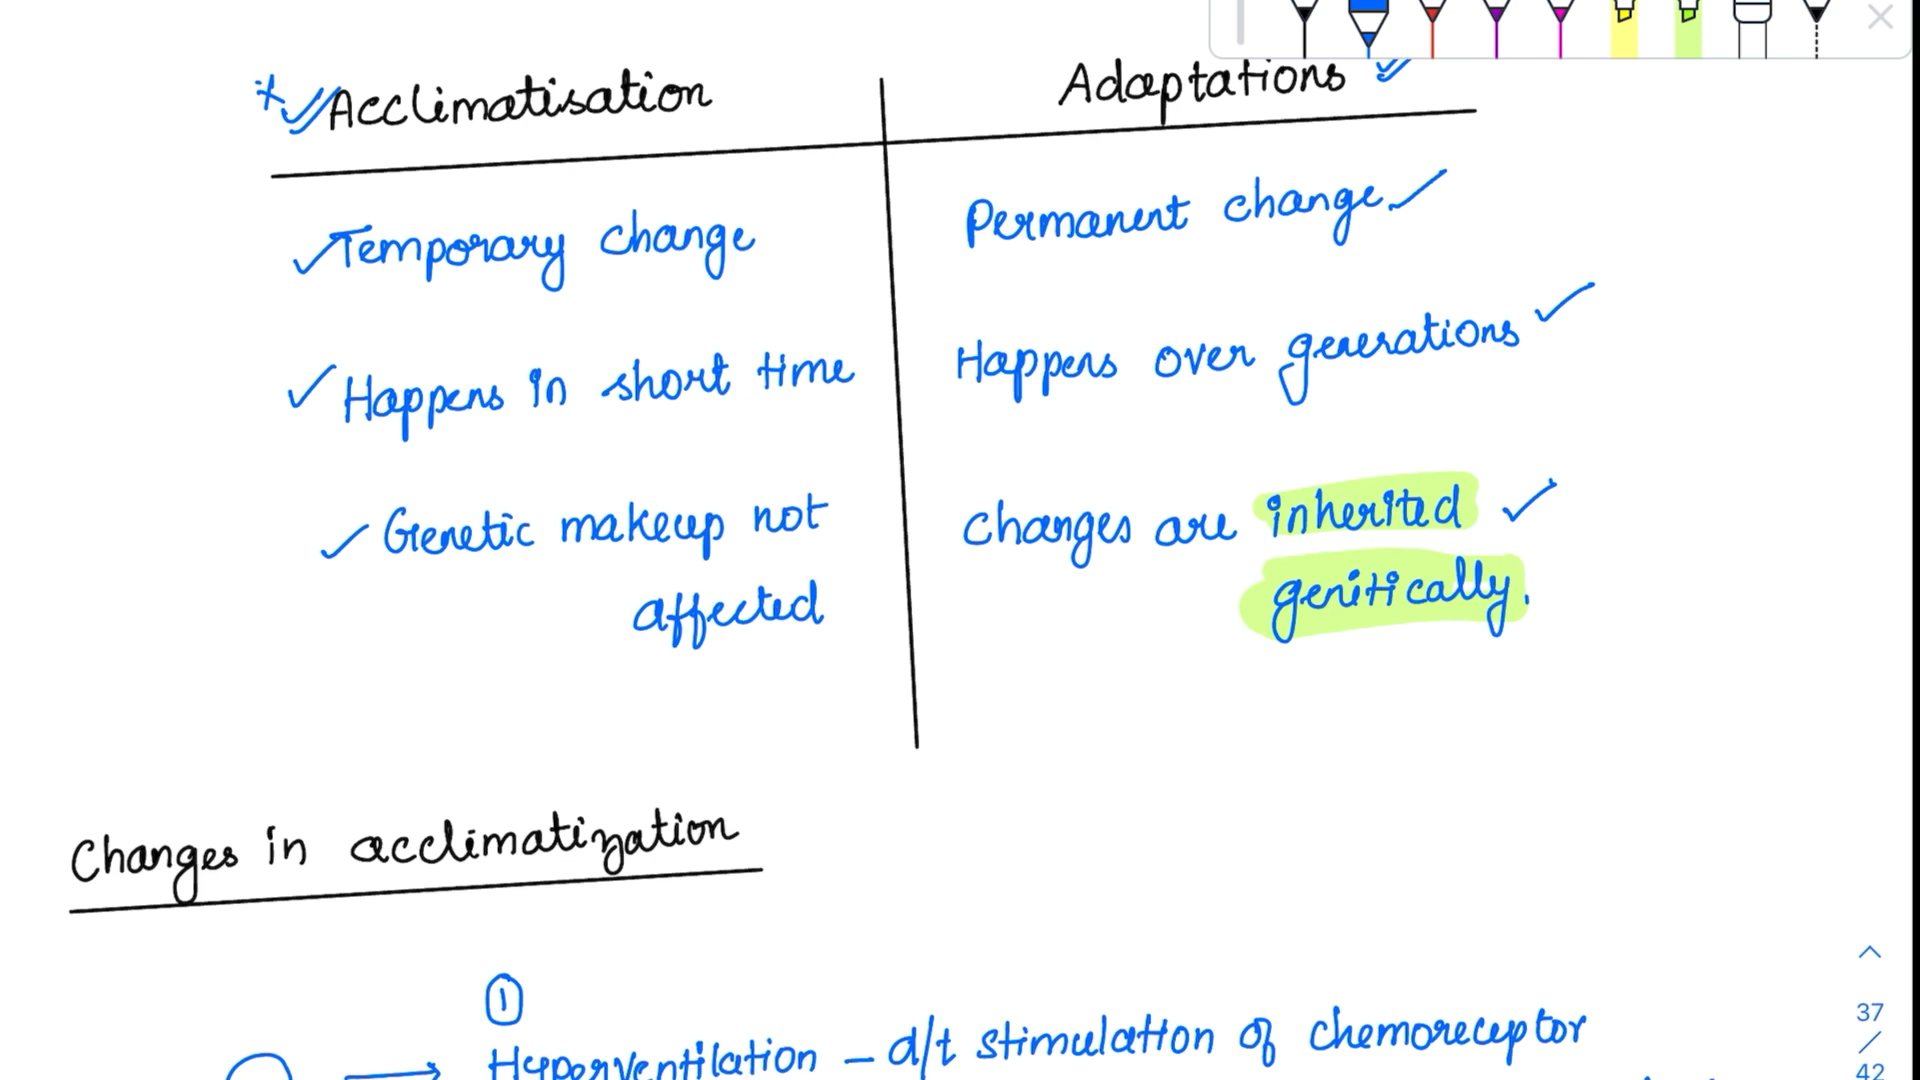 Acclimatisation
Adaptations
Temporary change
Permanent change
Happens in short time
Happens over generations
Genetic makeup not
affected
Changes are inherited
genitically.
Changes in acclimatization
1
Hyperventilation – d/t stimulation of chemoreceptor
37
/
42